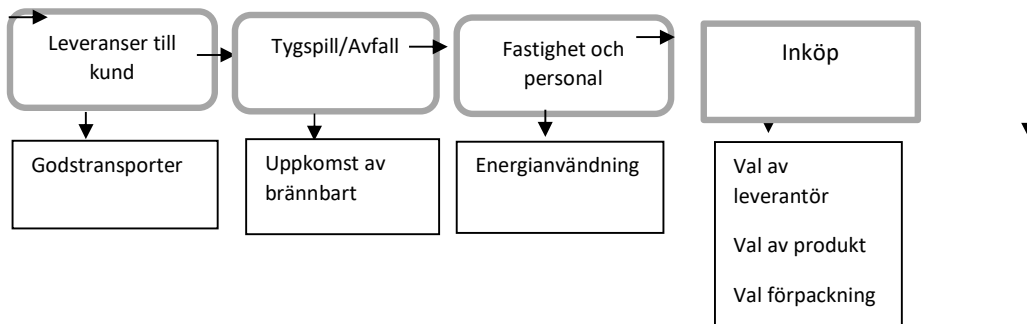 Leveranser till
kund
Tygspill/Avfall
Fastighet och
personal
Inköp
Godstransporter
Uppkomst av
brännbart
Energianvändning
Val av
leverantör
Val av produkt
Val förpackning